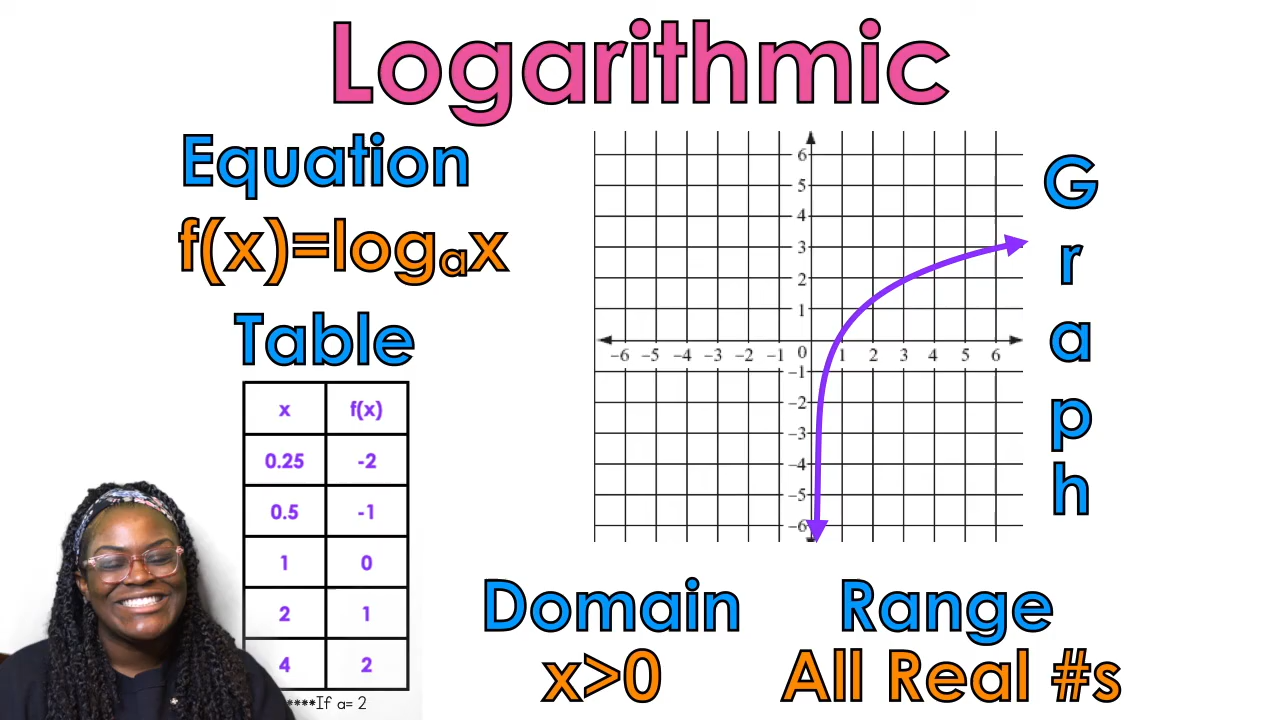 Logarithmic
Equation
f(x)=logₐx
Table
x f(x)
0.25 -2
0.5 -1
1 0
2 1
4 2
****If a= 2
6
5
4
3
2
1
-6 -5 -4 -3 -2 -1 0 1 2 3 4 5 6
-1
-2
-3
-4
-5
-6
G
r
a
p
h
Domain
x>0
Range
All Real #s